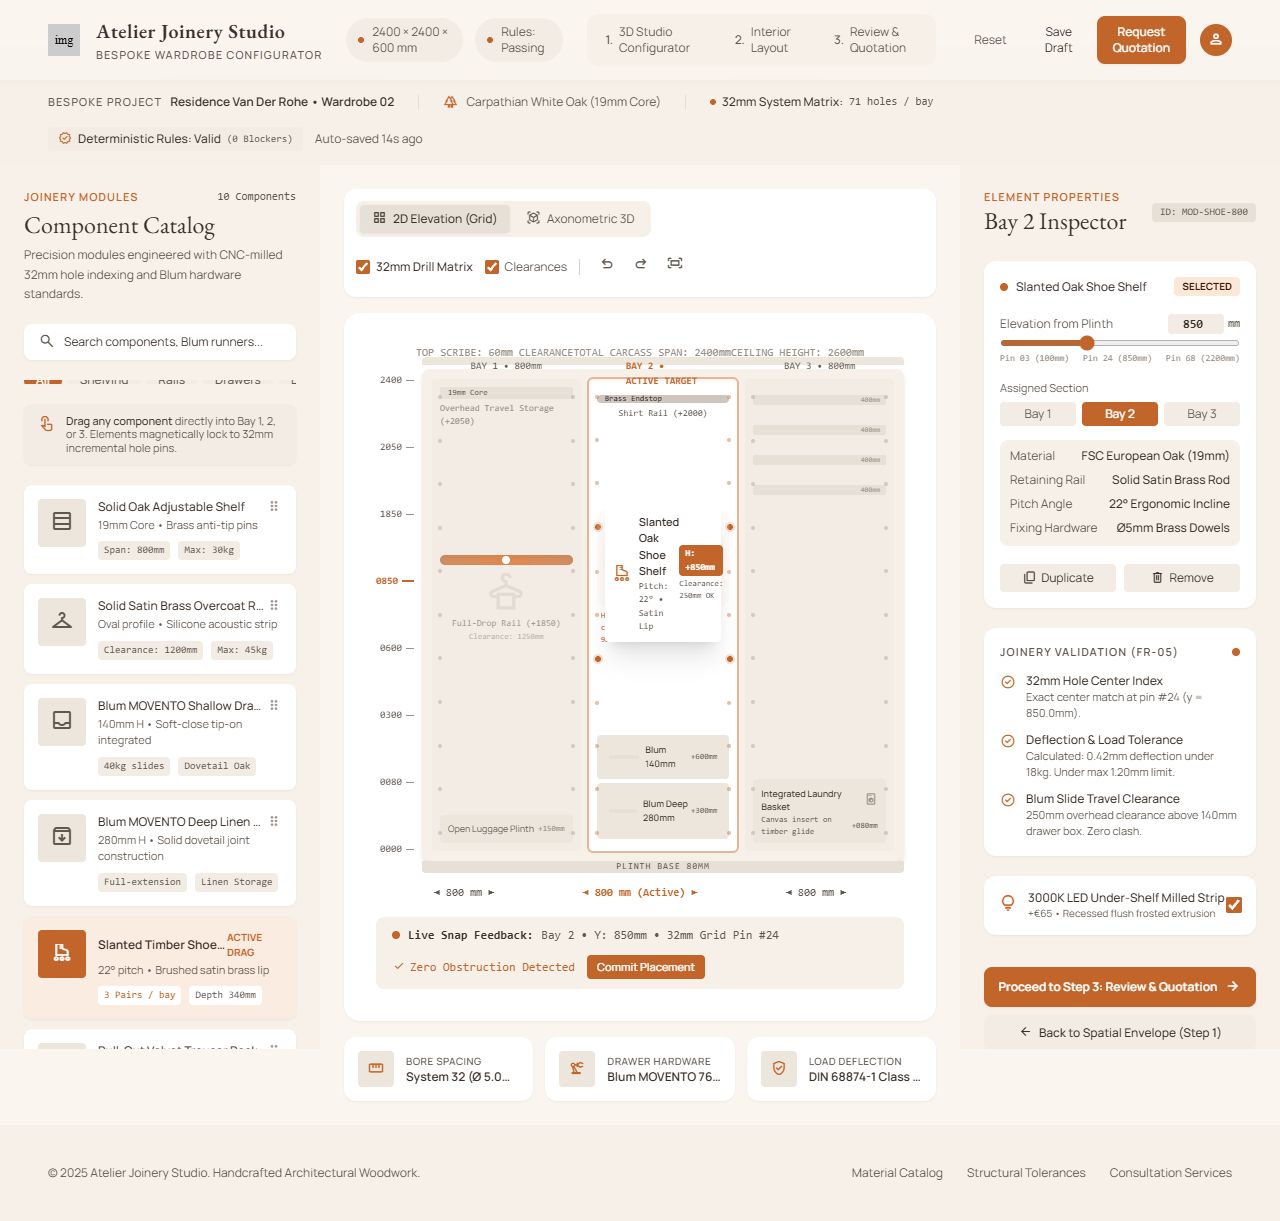 img
Atelier Joinery Studio
BESPOKE WARDROBE CONFIGURATOR
2400 × 2400 ×
600 mm
Rules:
Passing
1. 3D Studio
Configurator
2. Interior
Layout
3. Review &
Quotation
Reset
Save
Draft
Request
Quotation
BESPOKE PROJECT Residence Van Der Rohe • Wardrobe 02
Carpathian White Oak (19mm Core)
32mm System Matrix: 71 holes / bay
Deterministic Rules: Valid (0 Blockers)
Auto-saved 14s ago
JOINERY MODULES
10 Components
Component Catalog
Precision modules engineered with CNC-milled
32mm hole indexing and Blum hardware
standards.
Search components, Blum runners...
All Shelving Rails Drawers
Drag any component directly into Bay 1, 2,
or 3. Elements magnetically lock to 32mm
incremental hole pins.
Solid Oak Adjustable Shelf
19mm Core • Brass anti-tip pins
Span: 800mm Max: 30kg
Solid Satin Brass Overcoat R...
Oval profile • Silicone acoustic strip
Clearance: 1200mm Max: 45kg
Blum MOVENTO Shallow Dra...
140mm H • Soft-close tip-on
integrated
40kg slides Dovetail Oak
Blum MOVENTO Deep Linen ...
280mm H • Solid dovetail joint
construction
Full-extension Linen Storage
Slanted Timber Shoe...
ACTIVE
DRAG
22° pitch • Brushed satin brass lip
3 Pairs / bay Depth 340mm
Pull-Out Velvet Trouser Rack
2D Elevation (Grid)
Axonometric 3D
32mm Drill Matrix
Clearances
TOP SCRIBE: 60mm CLEARANCE
TOTAL CARCASS SPAN: 2400mm
CEILING HEIGHT: 2600mm
BAY 1 • 800mm
BAY 2 •
ACTIVE TARGET
BAY 3 • 800mm
2400
2050
1850
0850
0600
0300
0080
0000
19mm Core
Overhead Travel Storage
(+2050)
Full-Drop Rail (+1850)
Clearance: 1250mm
Open Luggage Plinth +150mm
Brass Endstop
Shirt Rail (+2000)
Slanted
Oak
Shoe
Shelf
Pitch:
22° •
Satin
Lip
H:
+850mm
Clearance:
250mm OK
Blum
140mm
+600mm
Blum Deep
280mm
+300mm
400mm
400mm
400mm
400mm
Integrated Laundry
Basket
Canvas insert on
timber glide
+080mm
PLINTH BASE 80MM
◄ 800 mm ►
◄ 800 mm (Active) ►
◄ 800 mm ►
Live Snap Feedback: Bay 2 • Y: 850mm • 32mm Grid Pin #24
Zero Obstruction Detected
Commit Placement
BORE SPACING
System 32 (Ø 5.0...
DRAWER HARDWARE
Blum MOVENTO 76...
LOAD DEFLECTION
DIN 68874-1 Class ...
ELEMENT PROPERTIES
Bay 2 Inspector
ID: MOD-SHOE-800
Slanted Oak Shoe Shelf
SELECTED
Elevation from Plinth
850 mm
Pin 03 (100mm) Pin 24 (850mm) Pin 68 (2200mm)
Assigned Section
Bay 1 Bay 2 Bay 3
Material FSC European Oak (19mm)
Retaining Rail Solid Satin Brass Rod
Pitch Angle 22° Ergonomic Incline
Fixing Hardware Ø5mm Brass Dowels
Duplicate
Remove
JOINERY VALIDATION (FR-05)
32mm Hole Center Index
Exact center match at pin #24 (y =
850.0mm).
Deflection & Load Tolerance
Calculated: 0.42mm deflection under
18kg. Under max 1.20mm limit.
Blum Slide Travel Clearance
250mm overhead clearance above 140mm
drawer box. Zero clash.
3000K LED Under-Shelf Milled Strip
+€65 • Recessed flush frosted extrusion
Proceed to Step 3: Review & Quotation
Back to Spatial Envelope (Step 1)
© 2025 Atelier Joinery Studio. Handcrafted Architectural Woodwork.
Material Catalog
Structural Tolerances
Consultation Services